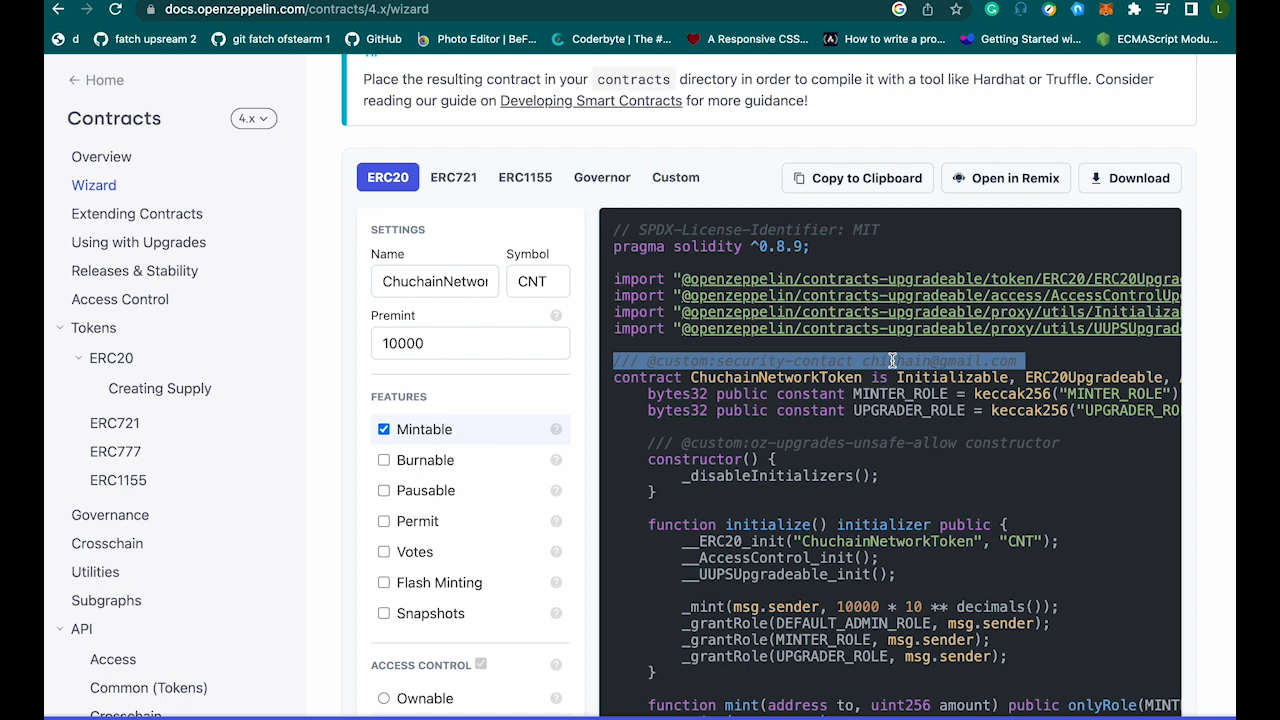 docs.openzeppelin.com/contracts/4.x/wizard
L
d
fatch upsream 2
git fatch ofstearm 1
GitHub
Photo Editor | BeF...
Coderbyte | The #...
A Responsive CSS...
How to write a pro...
Getting Started wi...
ECMAScript Modu...
Home
Contracts
4.x
Overview
Wizard
Extending Contracts
Using with Upgrades
Releases & Stability
Access Control
Tokens
ERC20
Creating Supply
ERC721
ERC777
ERC1155
Governance
Crosschain
Utilities
Subgraphs
API
Access
Common (Tokens)
Crosschain
Place the resulting contract in your contracts directory in order to compile it with a tool like Hardhat or Truffle. Consider
reading our guide on Developing Smart Contracts for more guidance!
ERC20 ERC721 ERC1155 Governor Custom
Copy to Clipboard Open in Remix Download
SETTINGS
Name Symbol
ChuchainNetwor CNT
Premint ?
10000
FEATURES
Mintable ?
Burnable ?
Pausable ?
Permit ?
Votes ?
Flash Minting ?
Snapshots ?
ACCESS CONTROL ?
Ownable ?
// SPDX-License-Identifier: MIT
pragma solidity ^0.8.9;
import "@openzeppelin/contracts-upgradeable/token/ERC20/ERC20Upgra
import "@openzeppelin/contracts-upgradeable/access/AccessControlUp
import "@openzeppelin/contracts-upgradeable/proxy/utils/Initializa
import "@openzeppelin/contracts-upgradeable/proxy/utils/UUPSUpgrad
/// @custom:security-contact
contract ChuchainNetworkToken is Initializable, ERC20Upgradeable,
bytes32 public constant MINTER_ROLE = keccak256("MINTER_ROLE")
bytes32 public constant UPGRADER_ROLE = keccak256("UPGRADER_RO
/// @custom:oz-upgrades-unsafe-allow constructor
constructor() {
_disableInitializers();
}
function initialize() initializer public {
__ERC20_init("ChuchainNetworkToken", "CNT");
__AccessControl_init();
__UUPSUpgradeable_init();
_mint(msg.sender, 10000 * 10 ** decimals());
_grantRole(DEFAULT_ADMIN_ROLE, msg.sender);
_grantRole(MINTER_ROLE, msg.sender);
_grantRole(UPGRADER_ROLE, msg.sender);
}
function mint(address to, uint256 amount) public onlyRole(MINT